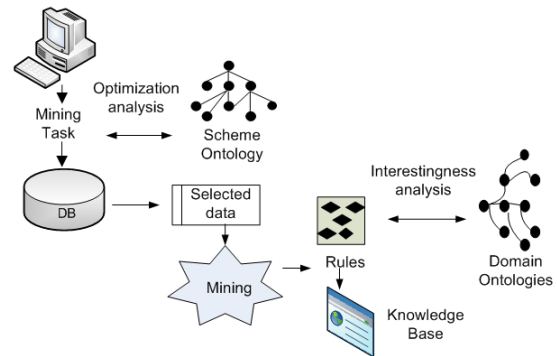 Optimization
analysis
Mining
Task
Scheme
Ontology
DB
Selected
data
Interestingness
analysis
Mining
Rules
Domain
Ontologies
Knowledge
Base